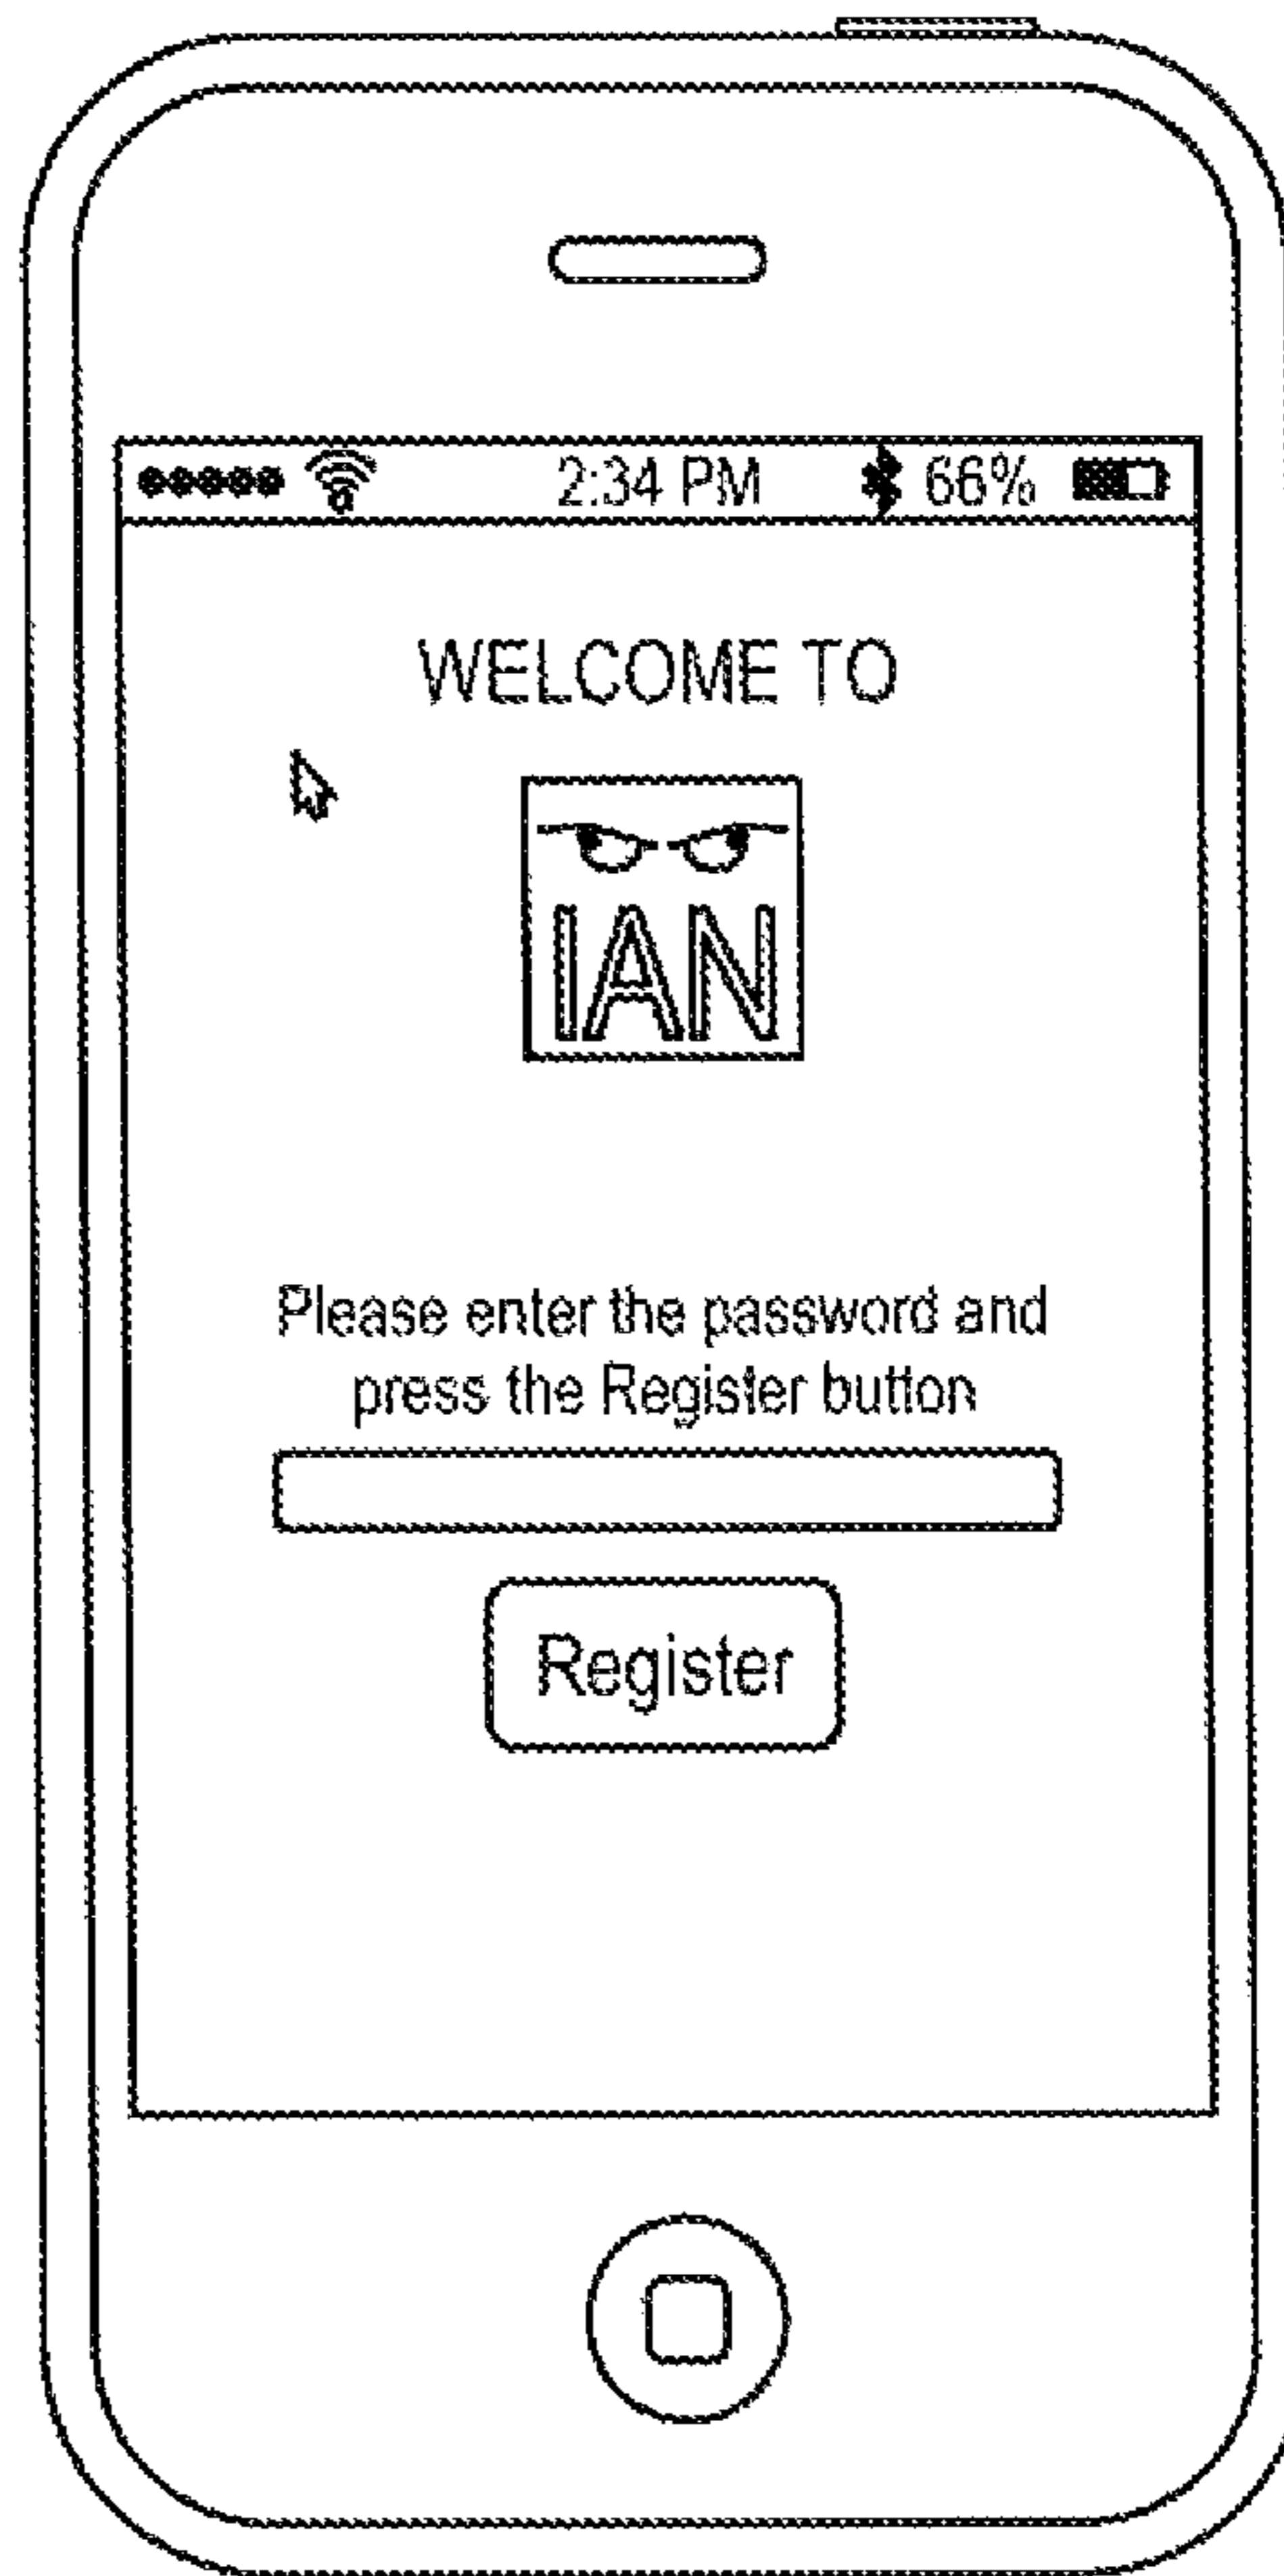 2:34 PM 66%
WELCOME TO
IAN
Please enter the password and
press the Register button
Register